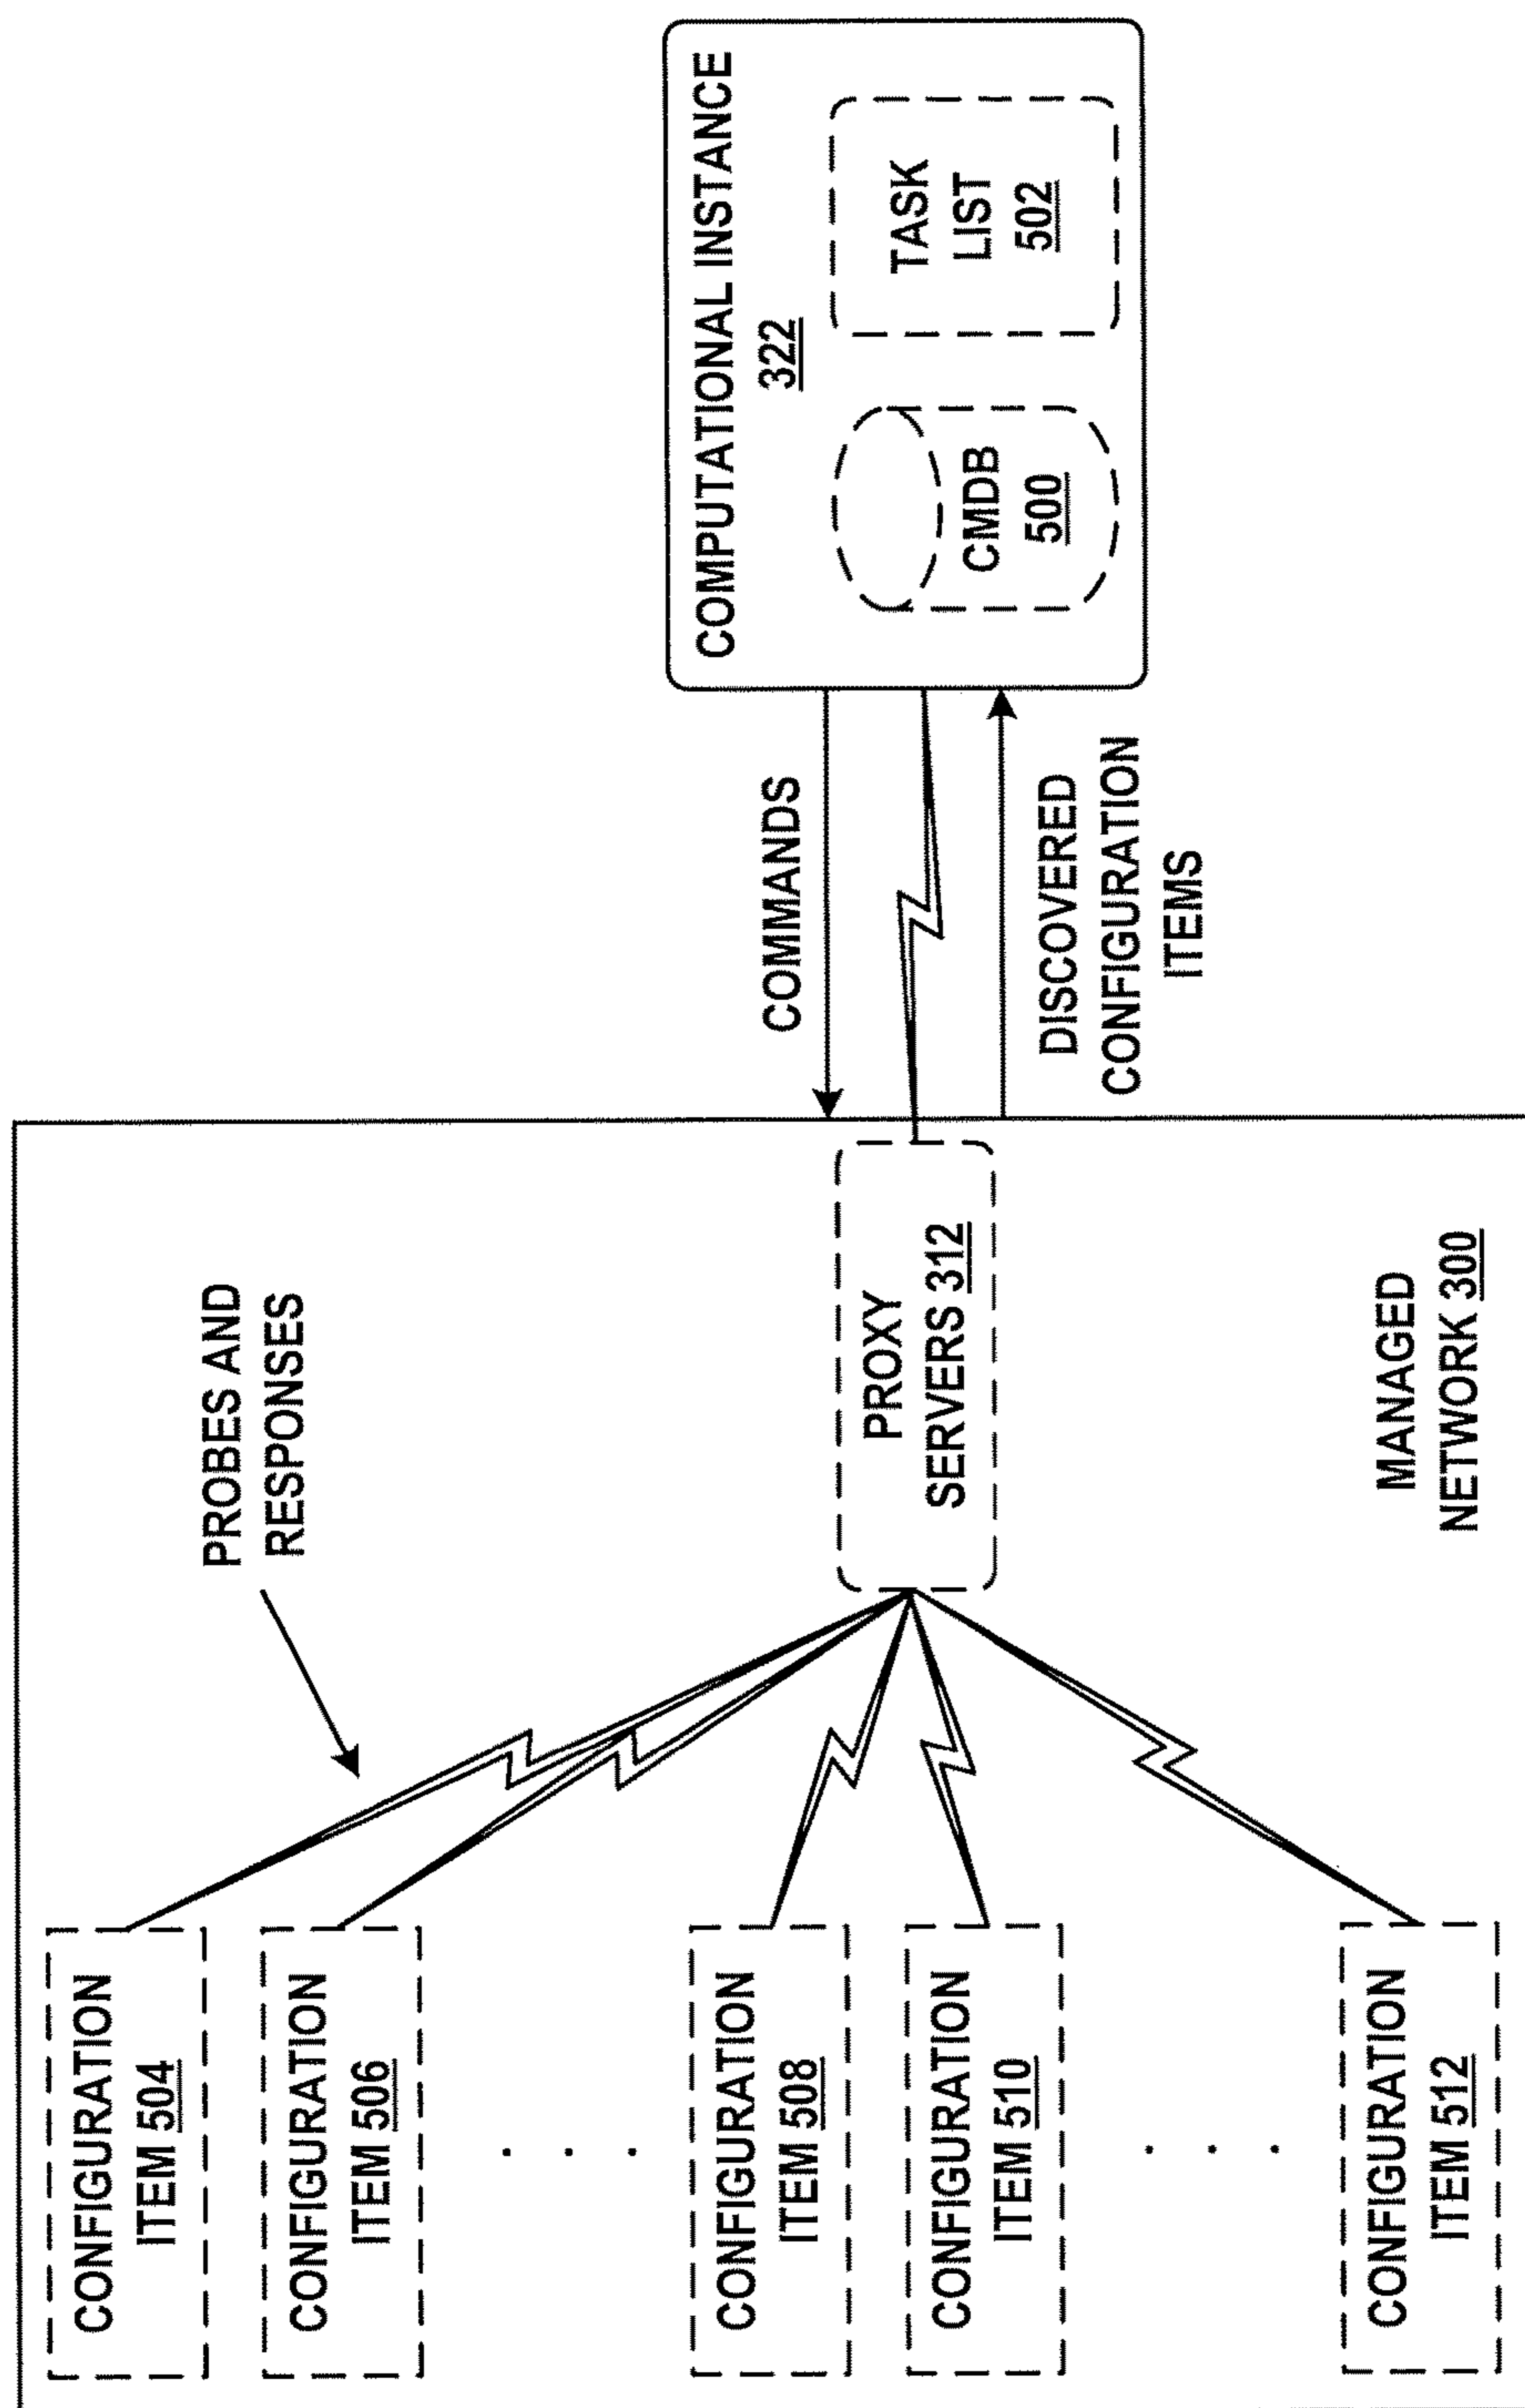 COMPUTATIONAL INSTANCE
322
CMDB
500
TASK
LIST
502
COMMANDS
DISCOVERED
CONFIGURATION
ITEMS
PROBES AND
RESPONSES
PROXY
SERVERS 312
MANAGED
NETWORK 300
CONFIGURATION
ITEM 504
CONFIGURATION
ITEM 506
. . .
CONFIGURATION
ITEM 508
CONFIGURATION
ITEM 510
. . .
CONFIGURATION
ITEM 512